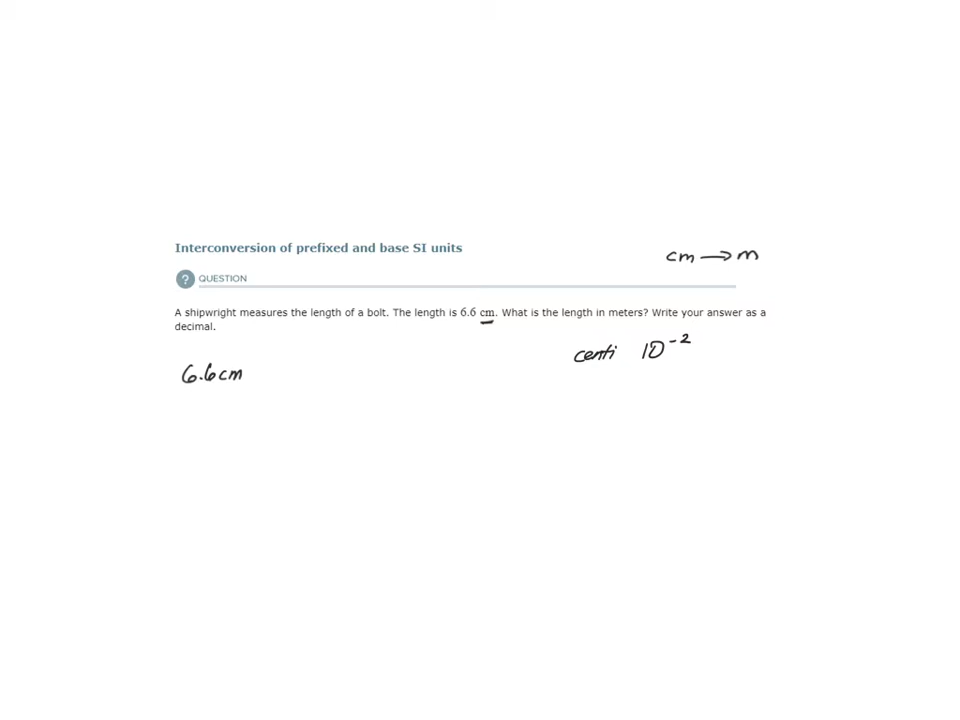 Interconversion of prefixed and base SI units
cm → m
? QUESTION
A shipwright measures the length of a bolt. The length is 6.6 cm. What is the length in meters? Write your answer as a
decimal.
centi 10⁻²
6.6cm